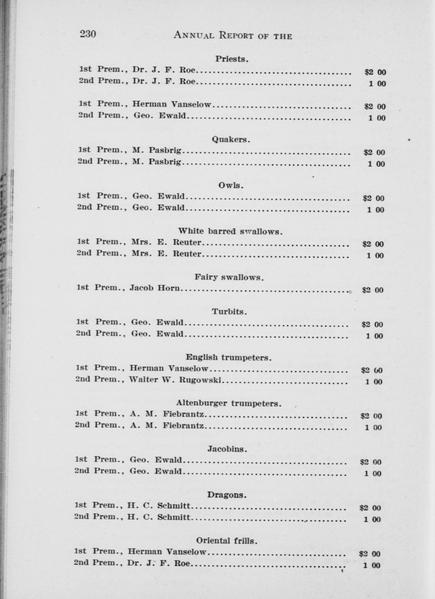 230 ANNUAL REPORT OF THE
Priests.
1st Prem., Dr. J. F. Roe........................................ $2 00
2nd Prem., Dr. J. F. Roe........................................ 1 00
1st Prem., Herman Vanselow........................................ $2 00
2nd Prem., Geo. Ewald........................................ 1 00
Quakers.
1st Prem., M. Pasbrig........................................ $2 00
2nd Prem., M. Pasbrig........................................ 1 00
Owls.
1st Prem., Geo. Ewald........................................ $2 00
2nd Prem., Geo. Ewald........................................ 1 00
White barred swallows.
1st Prem., Mrs. E. Reuter........................................ $2 00
2nd Prem., Mrs. E. Reuter........................................ 1 00
Fairy swallows.
1st Prem., Jacob Horn........................................ $2 00
Turbits.
1st Prem., Geo. Ewald........................................ $2 00
2nd Prem., Geo. Ewald........................................ 1 00
English trumpeters.
1st Prem., Herman Vanselow........................................ $2 00
2nd Prem., Walter W. Rugowski........................................ 1 00
Altenburger trumpeters.
1st Prem., A. M. Fiebrantz........................................ $2 00
2nd Prem., A. M. Fiebrantz........................................ 1 00
Jacobins.
1st Prem., Geo. Ewald........................................ $2 00
2nd Prem., Geo. Ewald........................................ 1 00
Dragons.
1st Prem., H. C. Schmitt........................................ $2 00
2nd Prem., H. C. Schmitt........................................ 1 00
Oriental frills.
1st Prem., Herman Vanselow........................................ $2 00
2nd Prem., Dr. J. F. Roe........................................ 1 00